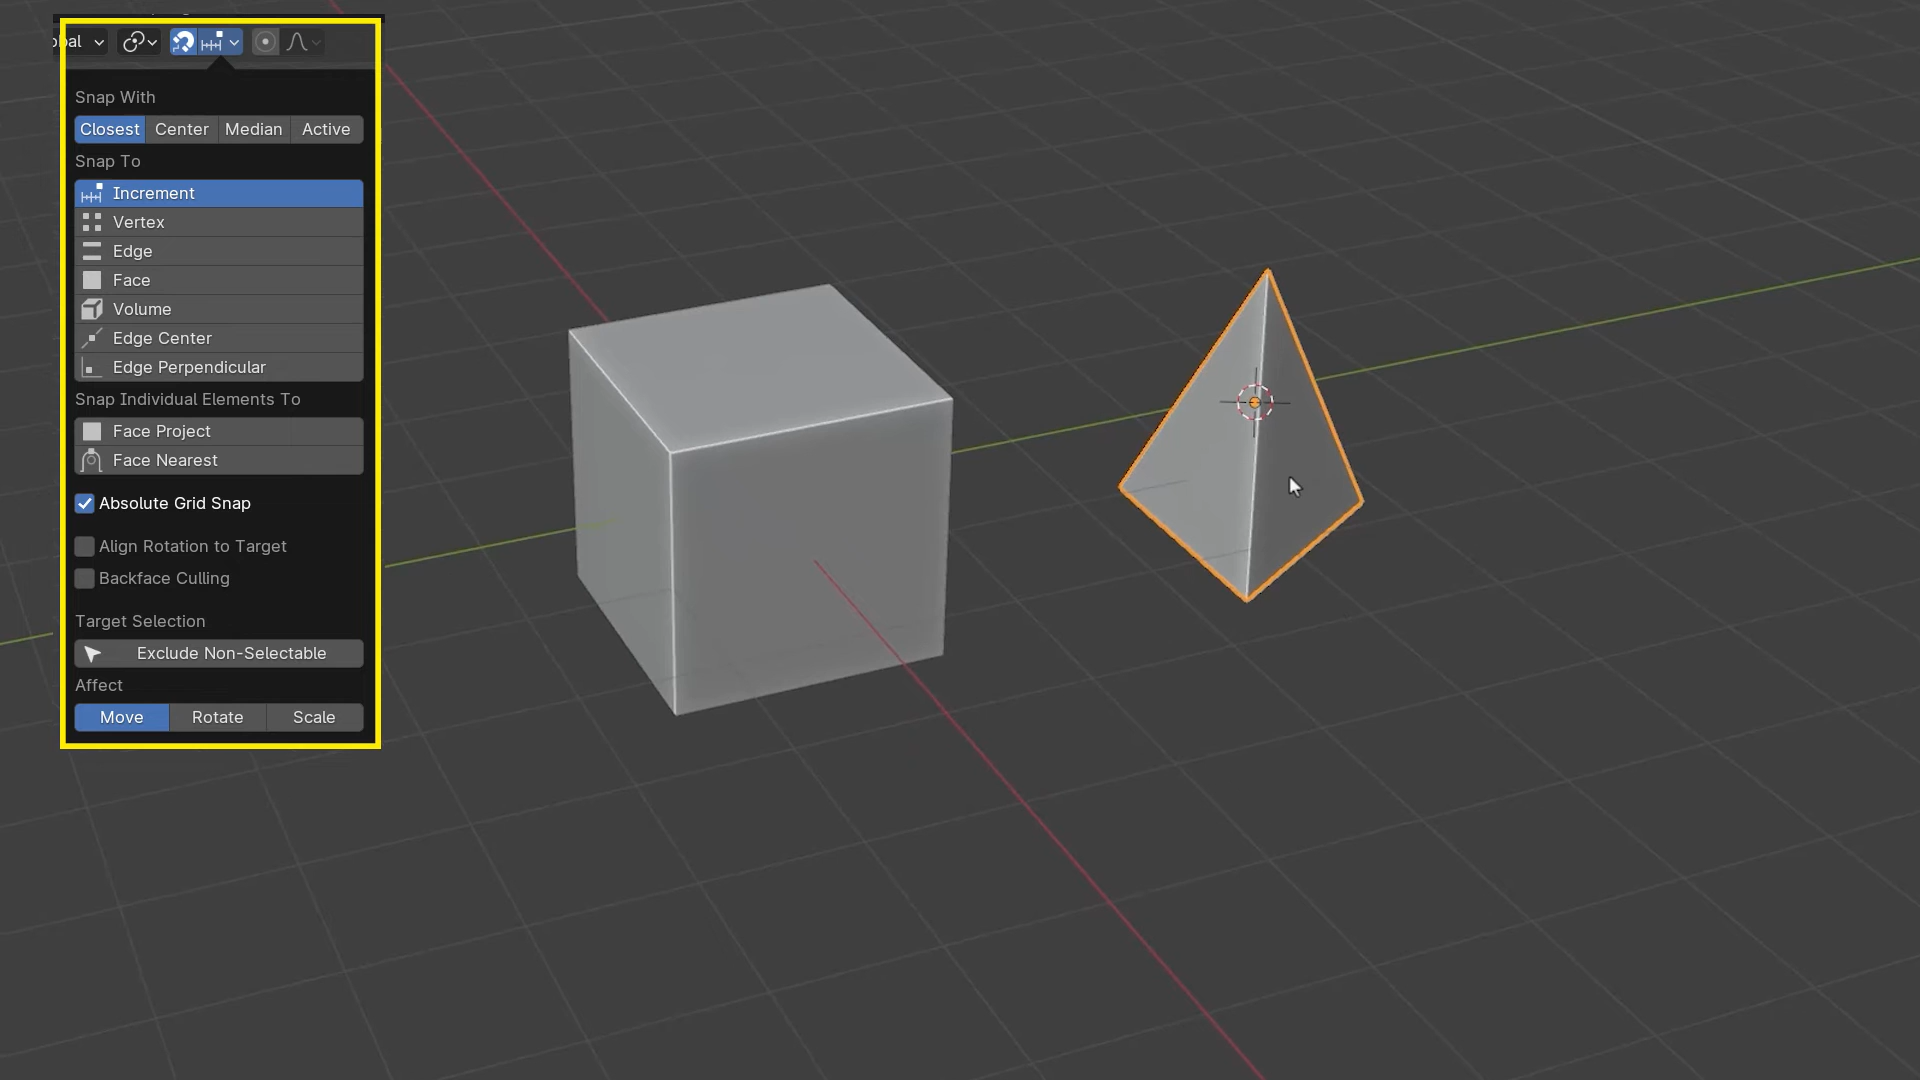 bal
Snap With
Closest Center Median Active
Snap To
Increment
Vertex
Edge
Face
Volume
Edge Center
Edge Perpendicular
Snap Individual Elements To
Face Project
Face Nearest
Absolute Grid Snap
Align Rotation to Target
Backface Culling
Target Selection
Exclude Non-Selectable
Affect
Move Rotate Scale